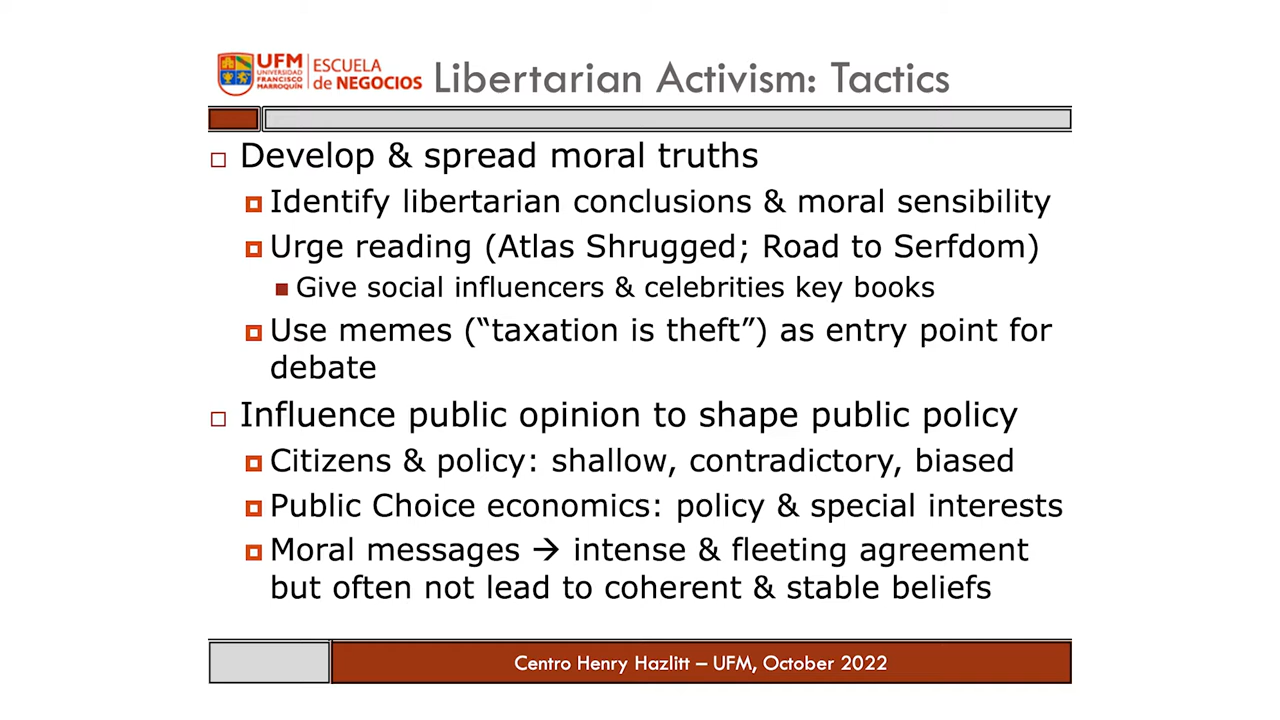 UFM
UNIVERSIDAD
FRANCISCO
MARROQUÍN
ESCUELA
de NEGOCIOS
Libertarian Activism: Tactics
Develop & spread moral truths
Identify libertarian conclusions & moral sensibility
Urge reading (Atlas Shrugged; Road to Serfdom)
Give social influencers & celebrities key books
Use memes (“taxation is theft”) as entry point for
debate
Influence public opinion to shape public policy
Citizens & policy: shallow, contradictory, biased
Public Choice economics: policy & special interests
Moral messages → intense & fleeting agreement
but often not lead to coherent & stable beliefs
Centro Henry Hazlitt – UFM, October 2022